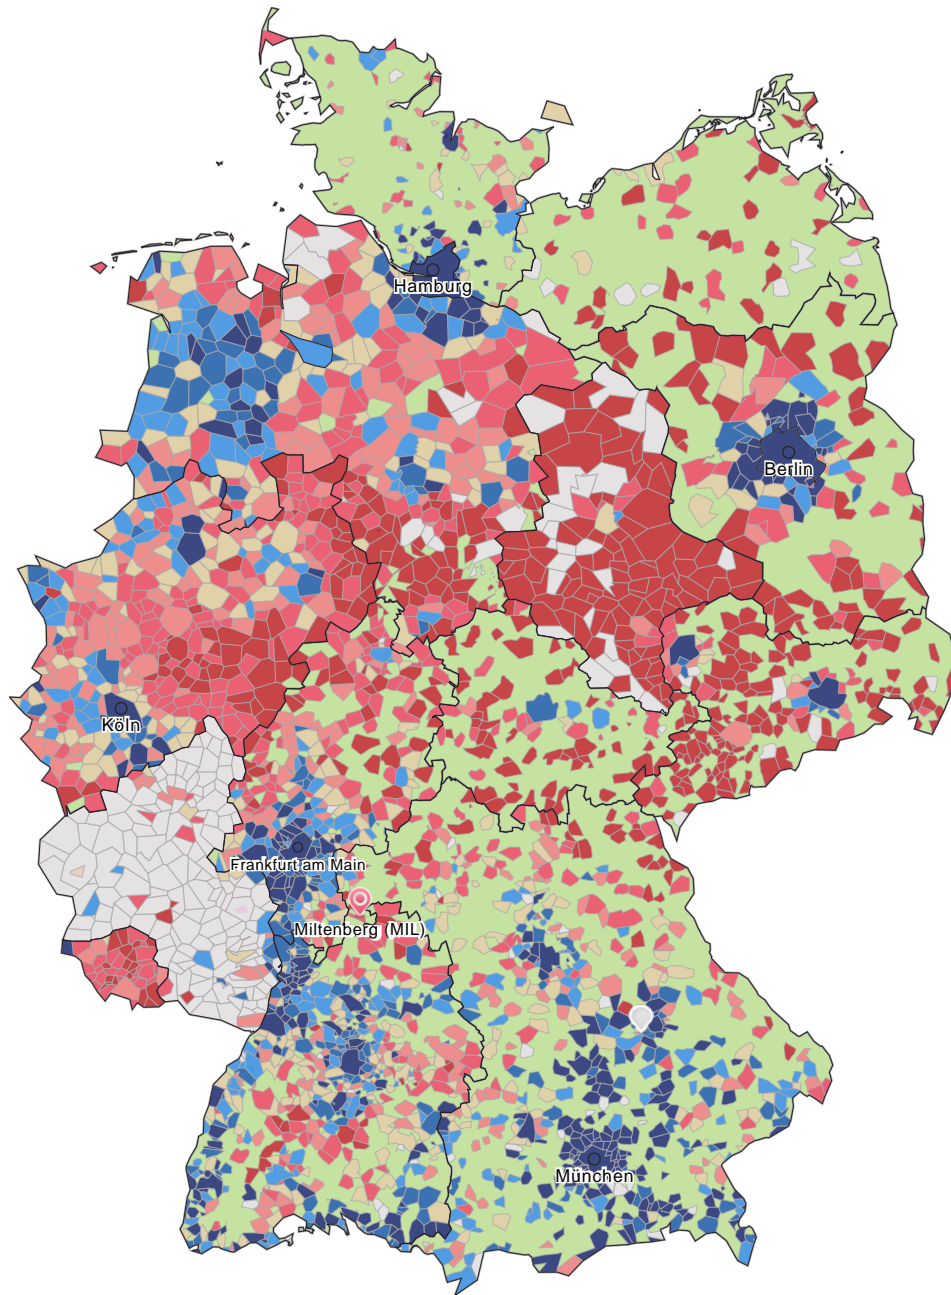 Hamburg
Berlin
Köln
Frankfurt am Main
Miltenberg (MIL)
München